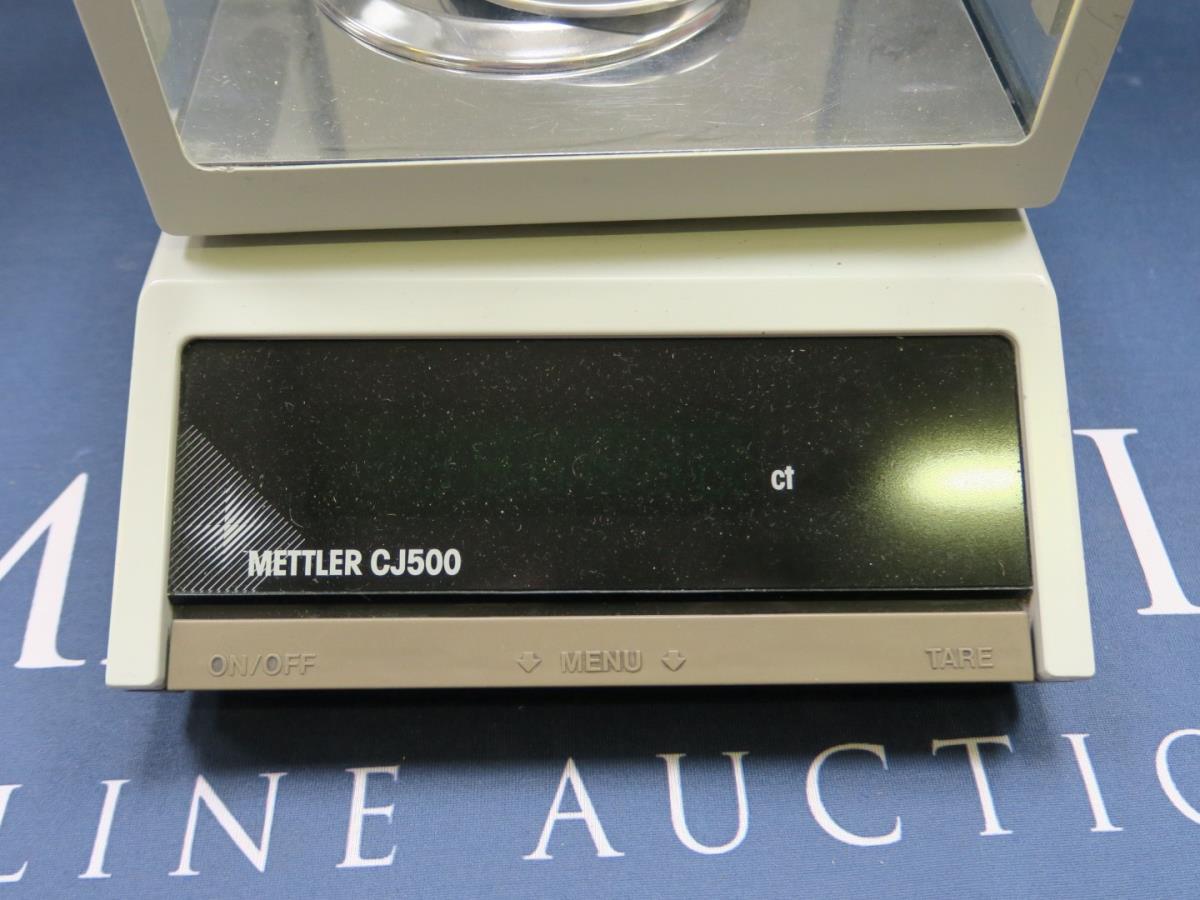 ct
METTLER CJ500
ON/OFF MENU TARE
LINE AUCTIO